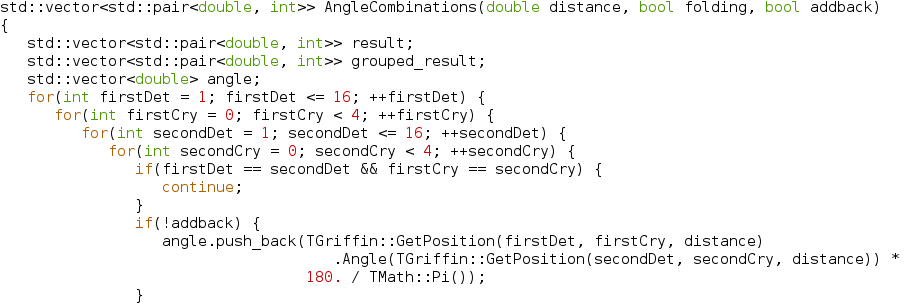 std::vector<std::pair<double, int>> AngleCombinations(double distance, bool folding, bool addback)
{
   std::vector<std::pair<double, int>> result;
   std::vector<std::pair<double, int>> grouped_result;
   std::vector<double> angle;
   for(int firstDet = 1; firstDet <= 16; ++firstDet) {
      for(int firstCry = 0; firstCry < 4; ++firstCry) {
         for(int secondDet = 1; secondDet <= 16; ++secondDet) {
            for(int secondCry = 0; secondCry < 4; ++secondCry) {
               if(firstDet == secondDet && firstCry == secondCry) {
                  continue;
               }
               if(!addback) {
                  angle.push_back(TGriffin::GetPosition(firstDet, firstCry, distance)
                                     .Angle(TGriffin::GetPosition(secondDet, secondCry, distance)) *
                                  180. / TMath::Pi());
               }